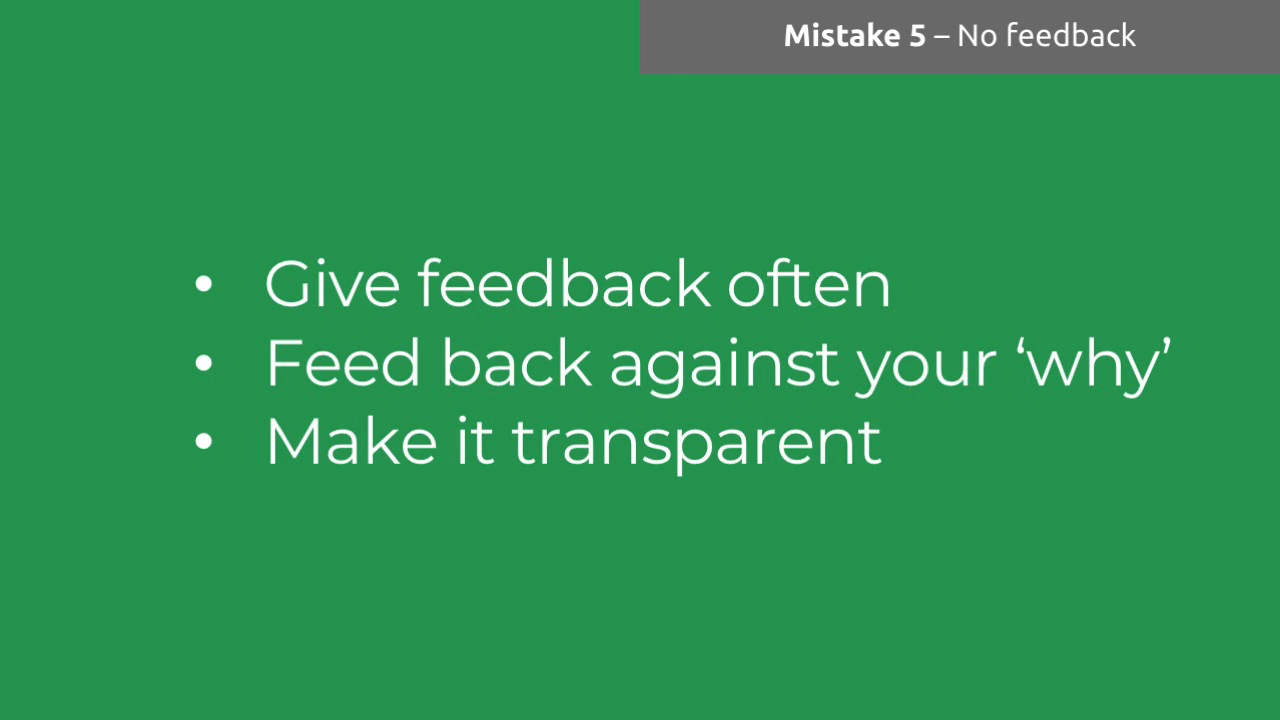 Mistake 5 – No feedback
• Give feedback often
• Feed back against your ‘why’
• Make it transparent